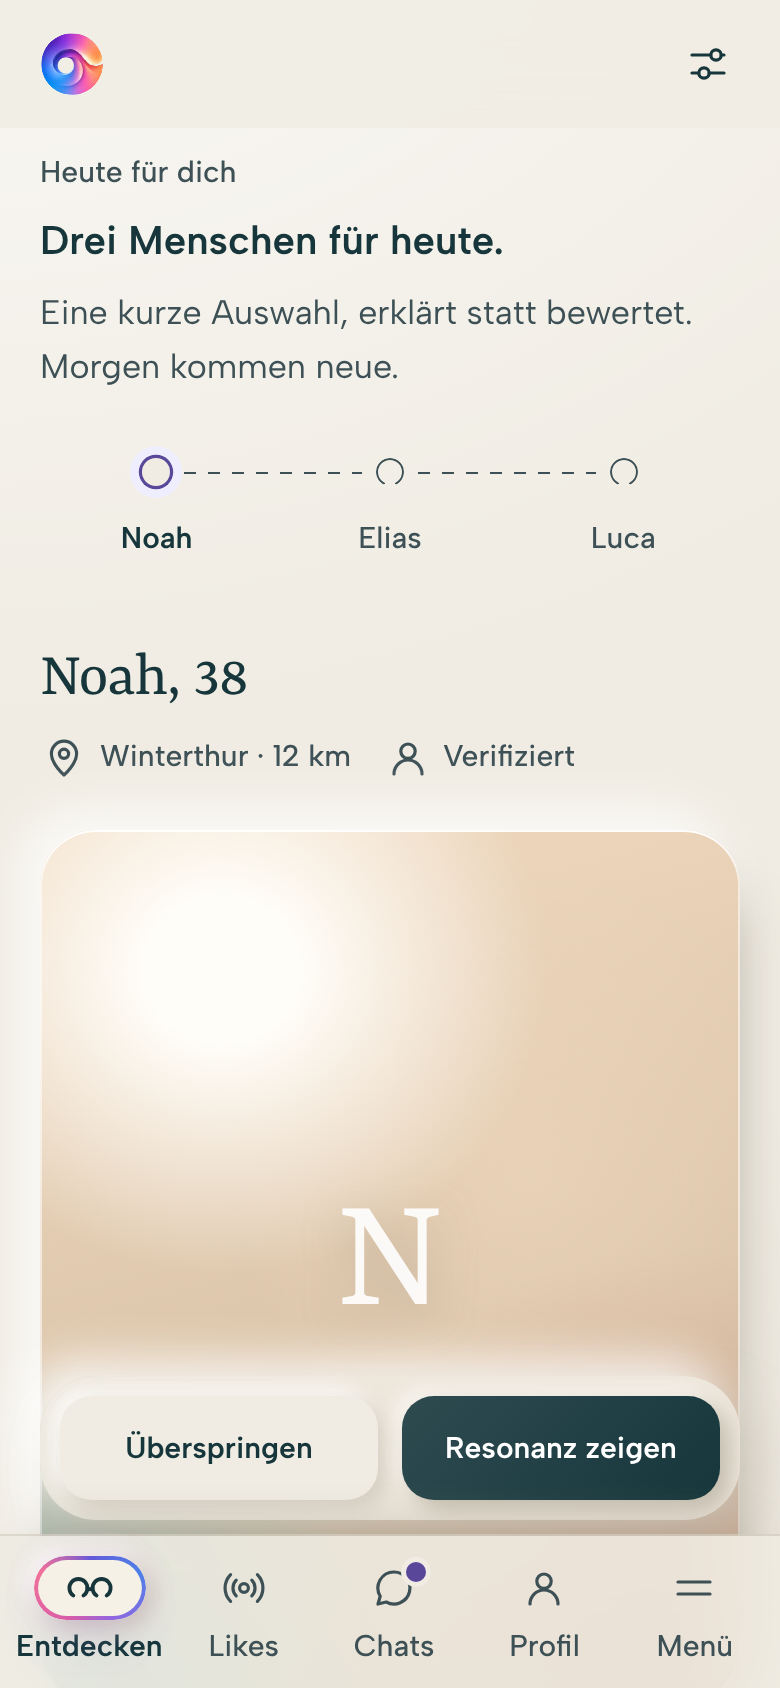 Heute für dich
Drei Menschen für heute.
Eine kurze Auswahl, erklärt statt bewertet.
Morgen kommen neue.
Noah
Elias
Luca
Noah, 38
Winterthur · 12 km
Verifiziert
N
Überspringen
Resonanz zeigen
Entdecken
Likes
Chats
Profil
Menü